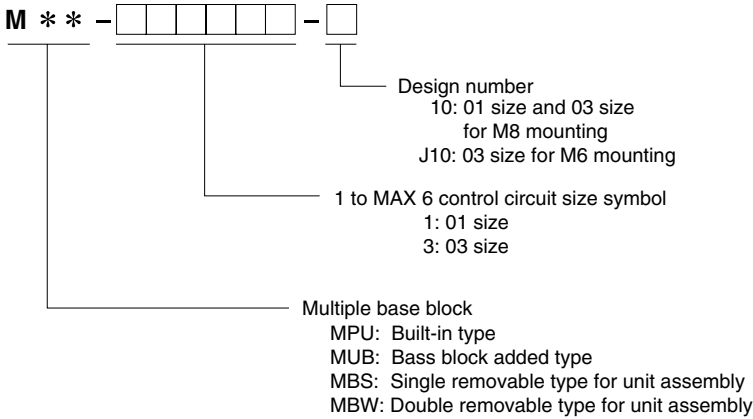 M ** - □□□□□□ - □
Design number
10: 01 size and 03 size
for M8 mounting
J10: 03 size for M6 mounting
1 to MAX 6 control circuit size symbol
1: 01 size
3: 03 size
Multiple base block
MPU: Built-in type
MUB: Bass block added type
MBS: Single removable type for unit assembly
MBW: Double removable type for unit assembly